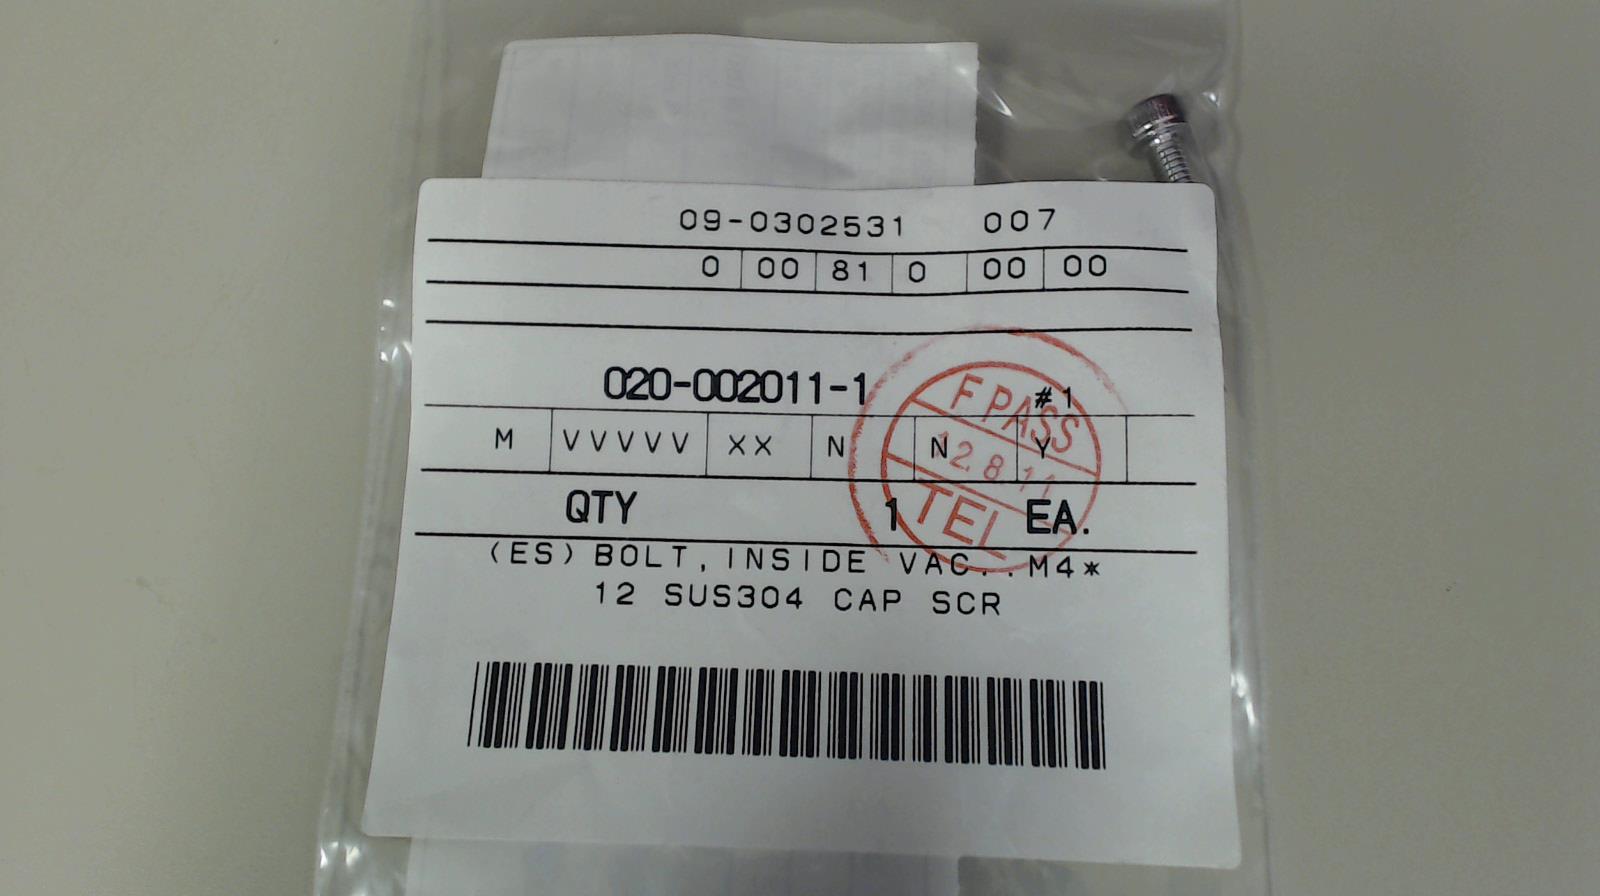 09-0302531 007
0 00 81 0 00 00
020-002011-1 #1
M VVVVV XX N N Y
QTY 1 EA.
(ES) BOLT, INSIDE VAC..M4*
12 SUS304 CAP SCR
F PASS
12.8.11
TEL